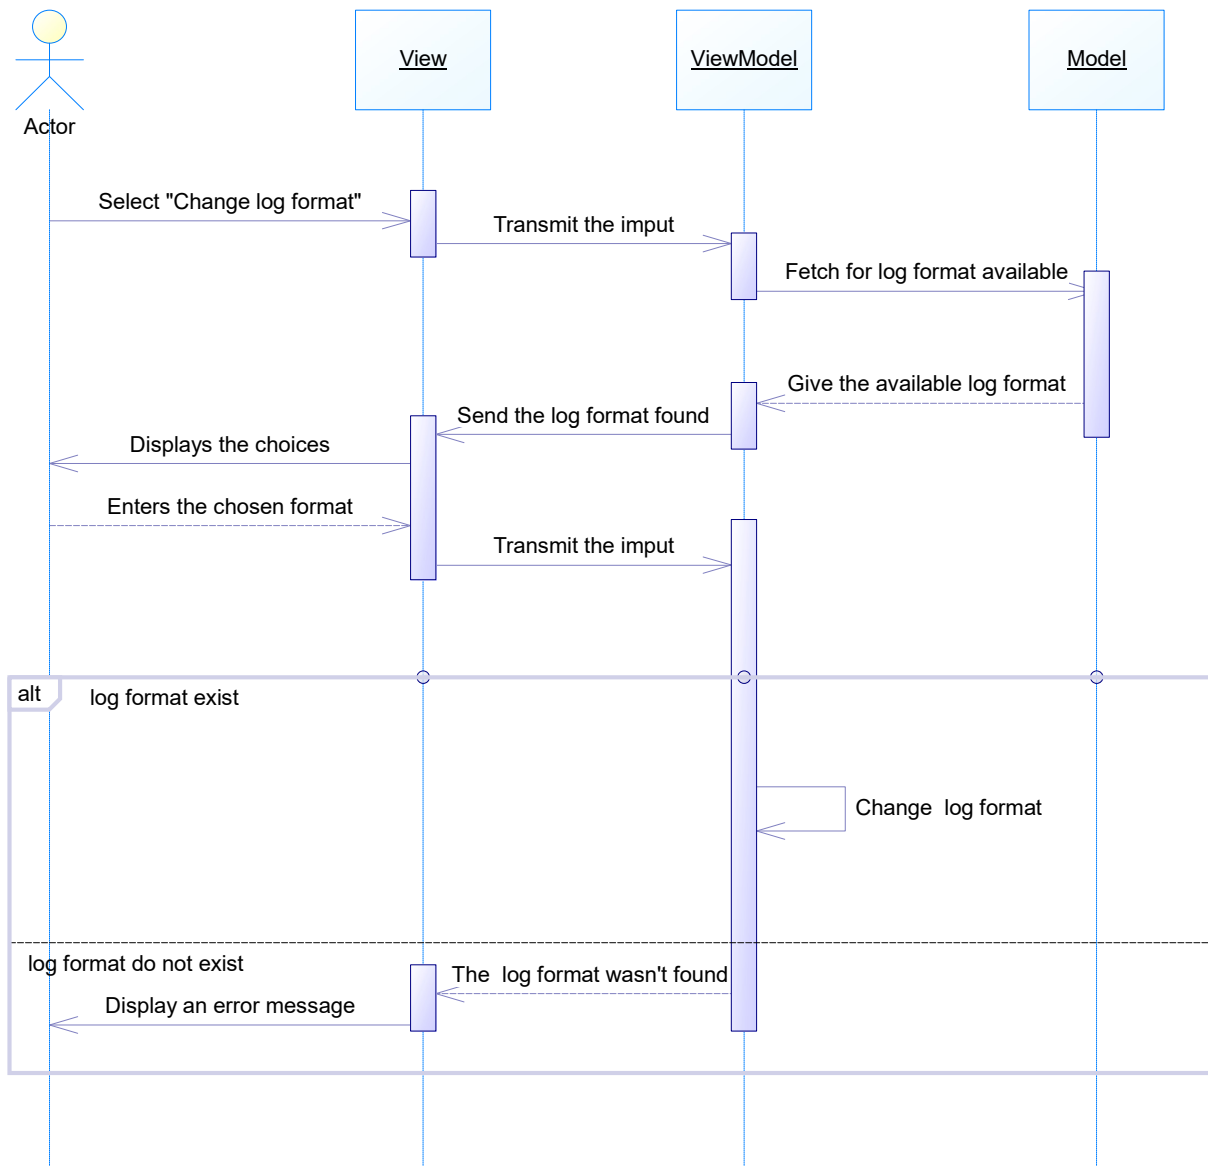 Actor
View
ViewModel
Model
Select "Change log format"
Transmit the imput
Fetch for log format available
Give the available log format
Send the log format found
Displays the choices
Enters the chosen format
Transmit the imput
alt
log format exist
Change  log format
log format do not exist
The  log format wasn't found
Display an error message